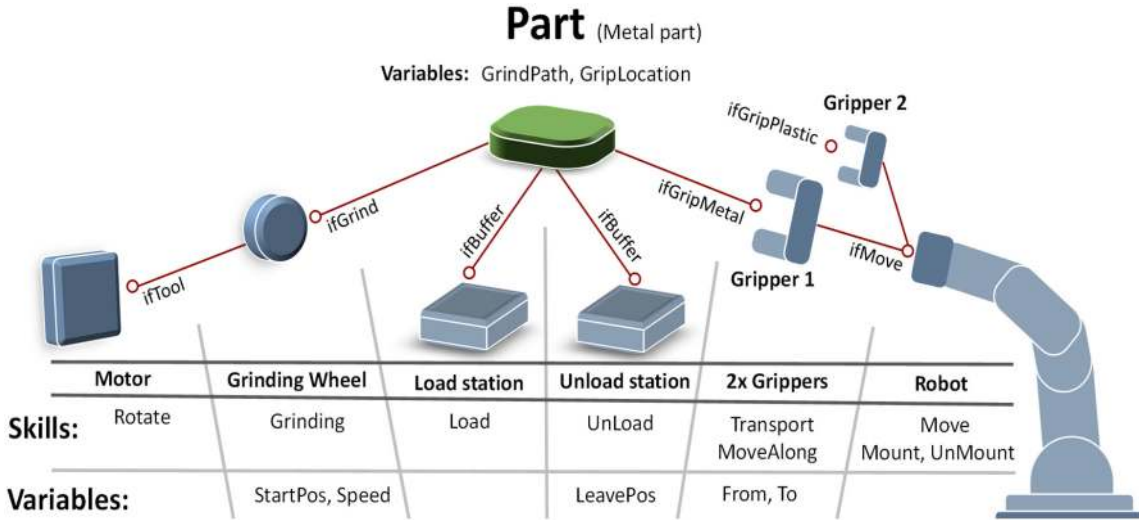 Part (Metal part)
Variables: GrindPath, GripLocation
Gripper 2
ifGripPlastic
ifGrind
ifBuffer
ifBuffer
ifGripMetal
ifMove
Gripper 1
ifTool
Motor Grinding Wheel Load station Unload station 2x Grippers Robot
Skills: Rotate Grinding Load UnLoad Transport Move
MoveAlong Mount, UnMount
Variables: StartPos, Speed LeavePos From, To